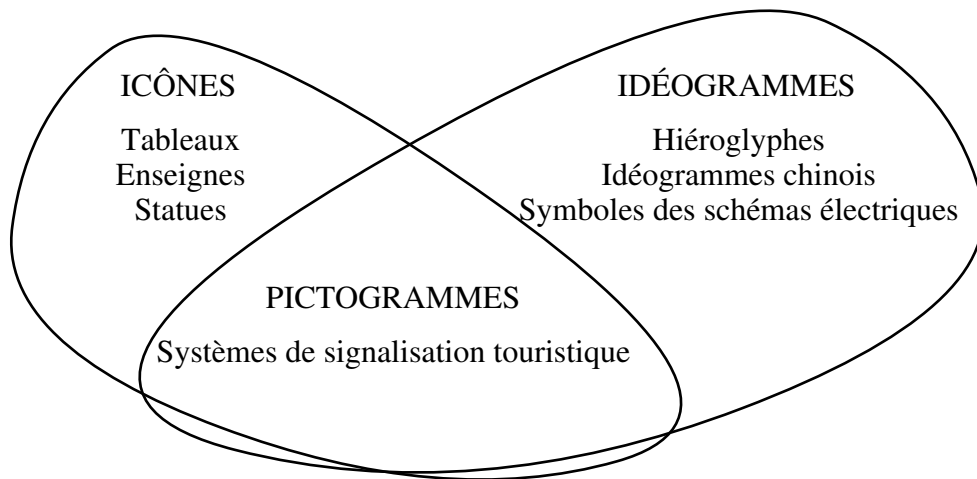 ICÔNES
Tableaux
Enseignes
Statues
IDÉOGRAMMES
Hiéroglyphes
Idéogrammes chinois
Symboles des schémas électriques
PICTOGRAMMES
Systèmes de signalisation touristique